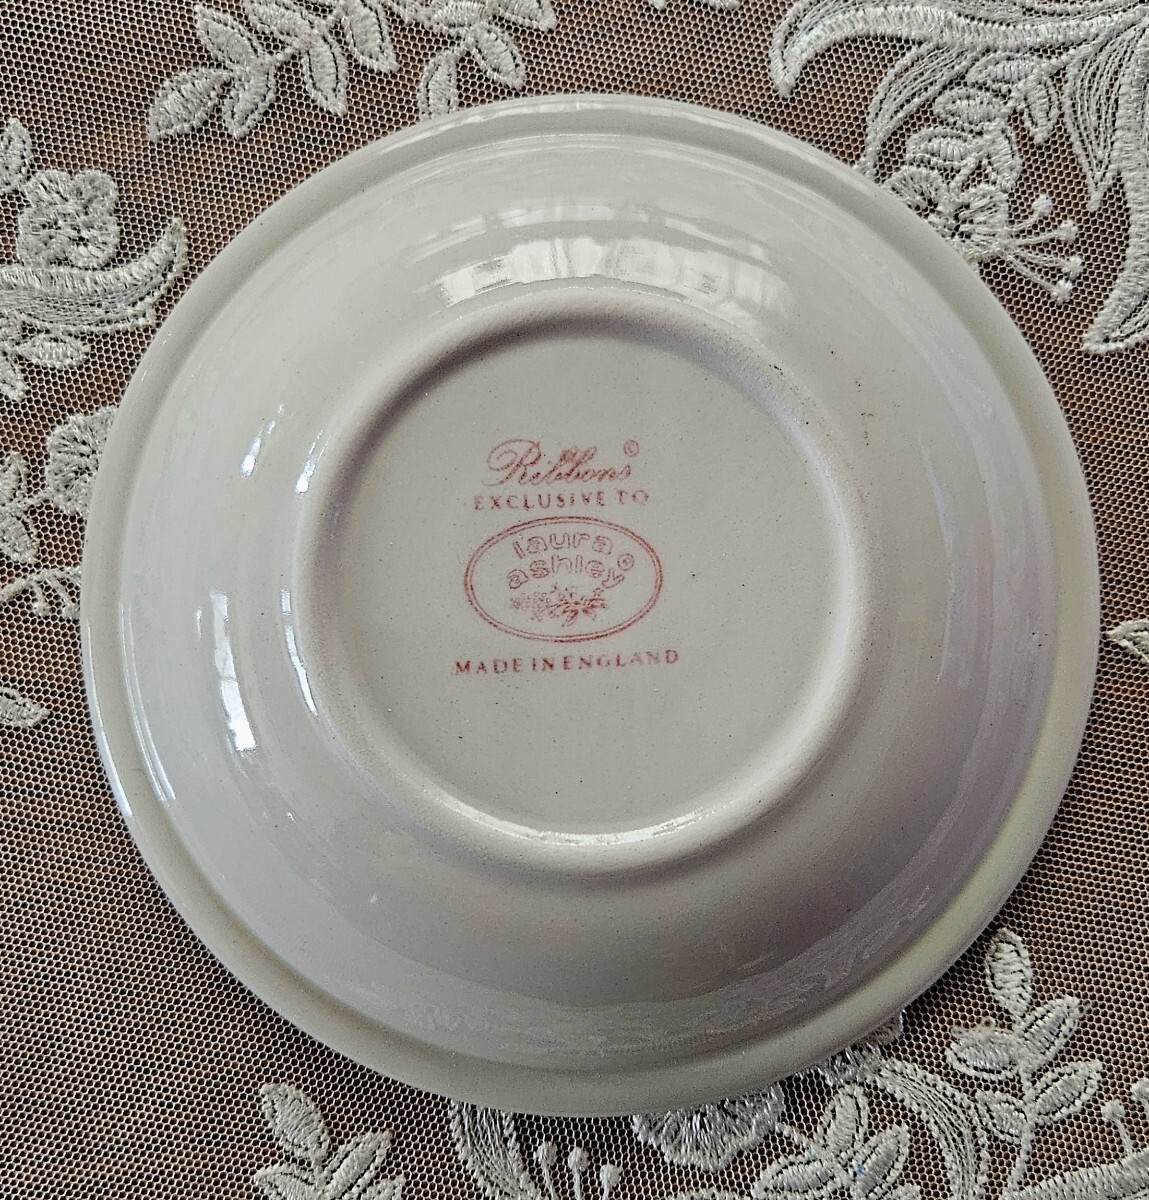 Ribbons ©
EXCLUSIVE TO
laura ®
ashley
MADE IN ENGLAND